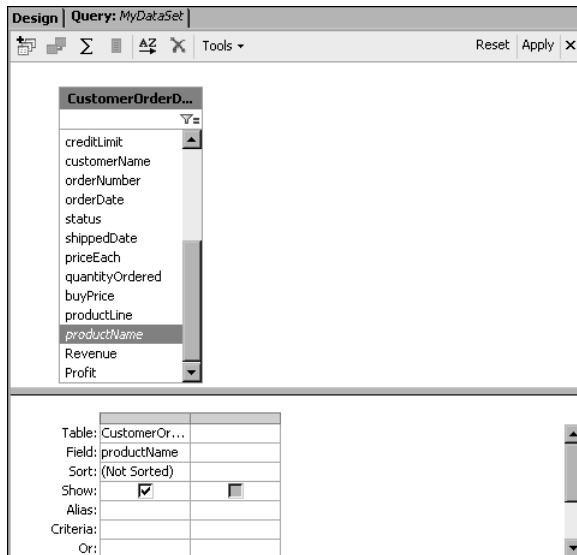 Design Query: MyDataSet
Σ AZ Tools Reset Apply
CustomerOrderD...
creditLimit
customerName
orderNumber
orderDate
status
shippedDate
priceEach
quantityOrdered
buyPrice
productLine
productName
Revenue
Profit
Table: CustomerOr...
Field: productName
Sort: (Not Sorted)
Show:
Alias:
Criteria:
Or: